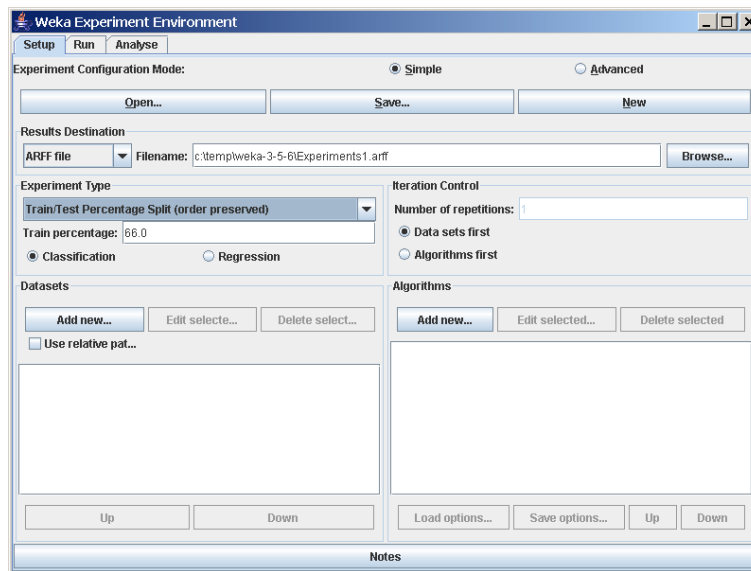 Weka Experiment Environment
Setup Run Analyse
Experiment Configuration Mode: Simple Advanced
Open... Save... New
Results Destination
ARFF file Filename: c:\temp\weka-3-5-6\Experiments1.arff Browse...
Experiment Type
Train/Test Percentage Split (order preserved)
Train percentage: 66.0
Classification Regression
Iteration Control
Number of repetitions: 1
Data sets first
Algorithms first
Datasets
Add new... Edit selecte... Delete select...
Use relative pat...
Up Down
Algorithms
Add new... Edit selected... Delete selected
Load options... Save options... Up Down
Notes